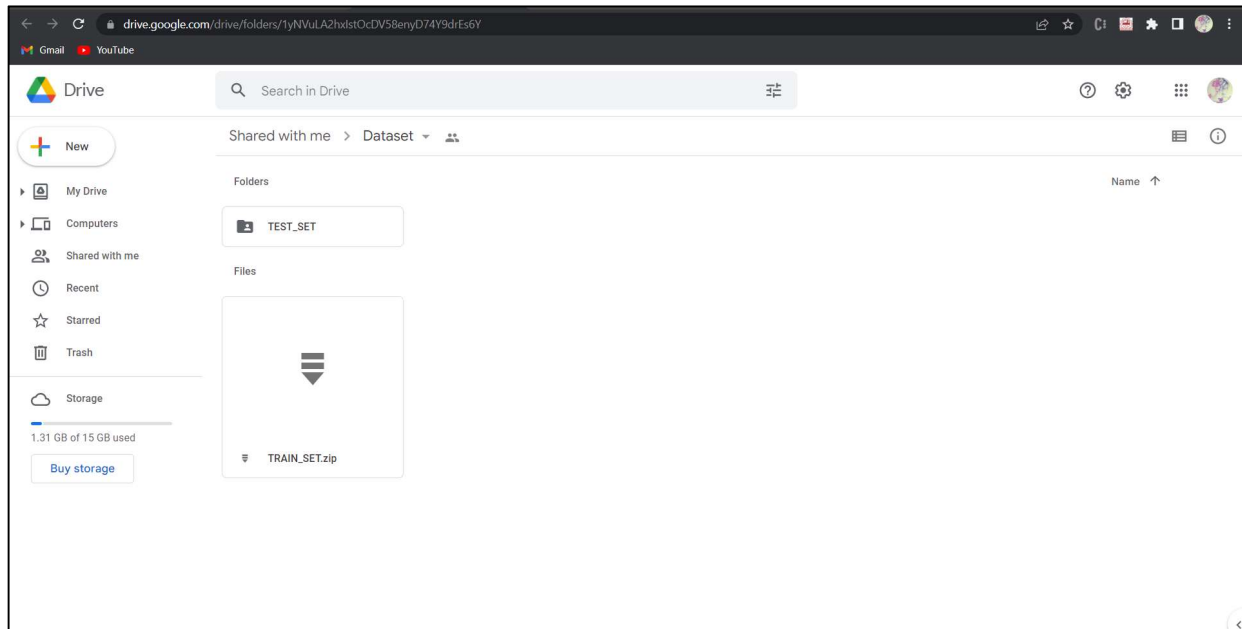 drive.google.com/drive/folders/1yNVuLA2hxlstOcDV58enyD74Y9drEs6Y
Gmail YouTube
Drive
Search in Drive
New
Shared with me > Dataset
My Drive
Computers
Shared with me
Recent
Starred
Trash
Storage
1.31 GB of 15 GB used
Buy storage
Folders
Name
TEST_SET
Files
TRAIN_SET.zip